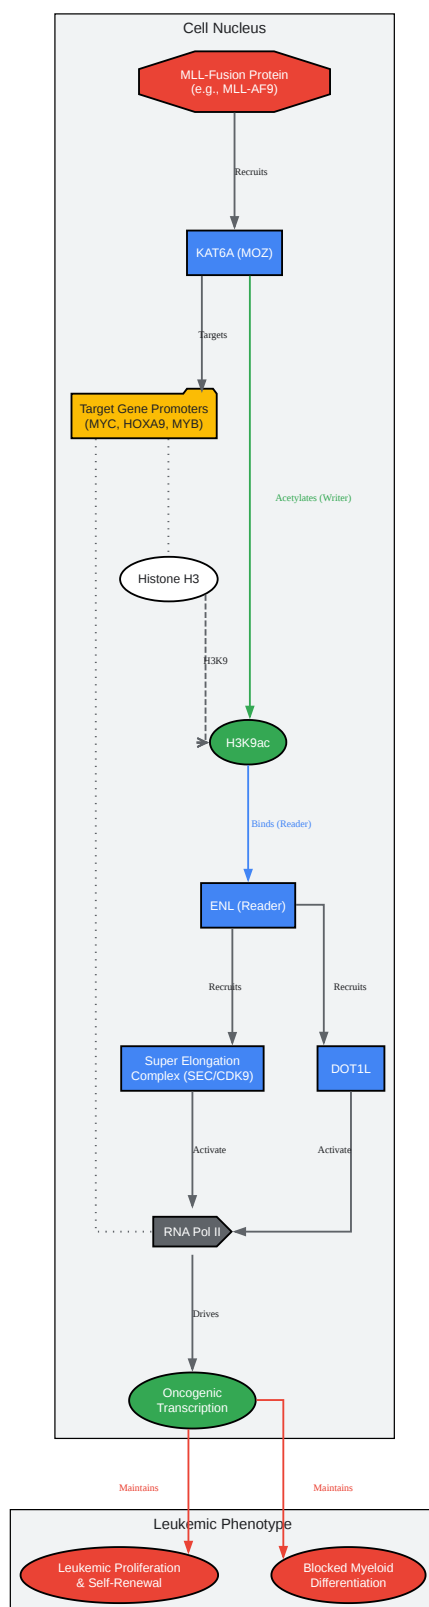 Cell Nucleus
MLL-Fusion Protein
(e.g., MLL-AF9)
Recruits
KAT6A (MOZ)
Targets
Target Gene Promoters
(MYC, HOXA9, MYB)
Acetylates (Writer)
Histone H3
H3K9
H3K9ac
Binds (Reader)
ENL (Reader)
Recruits
Recruits
Super Elongation
Complex (SEC/CDK9)
DOT1L
Activate
Activate
RNA Pol II
Drives
Oncogenic
Transcription
Maintains
Maintains
Leukemic Phenotype
Leukemic Proliferation
& Self-Renewal
Blocked Myeloid
Differentiation